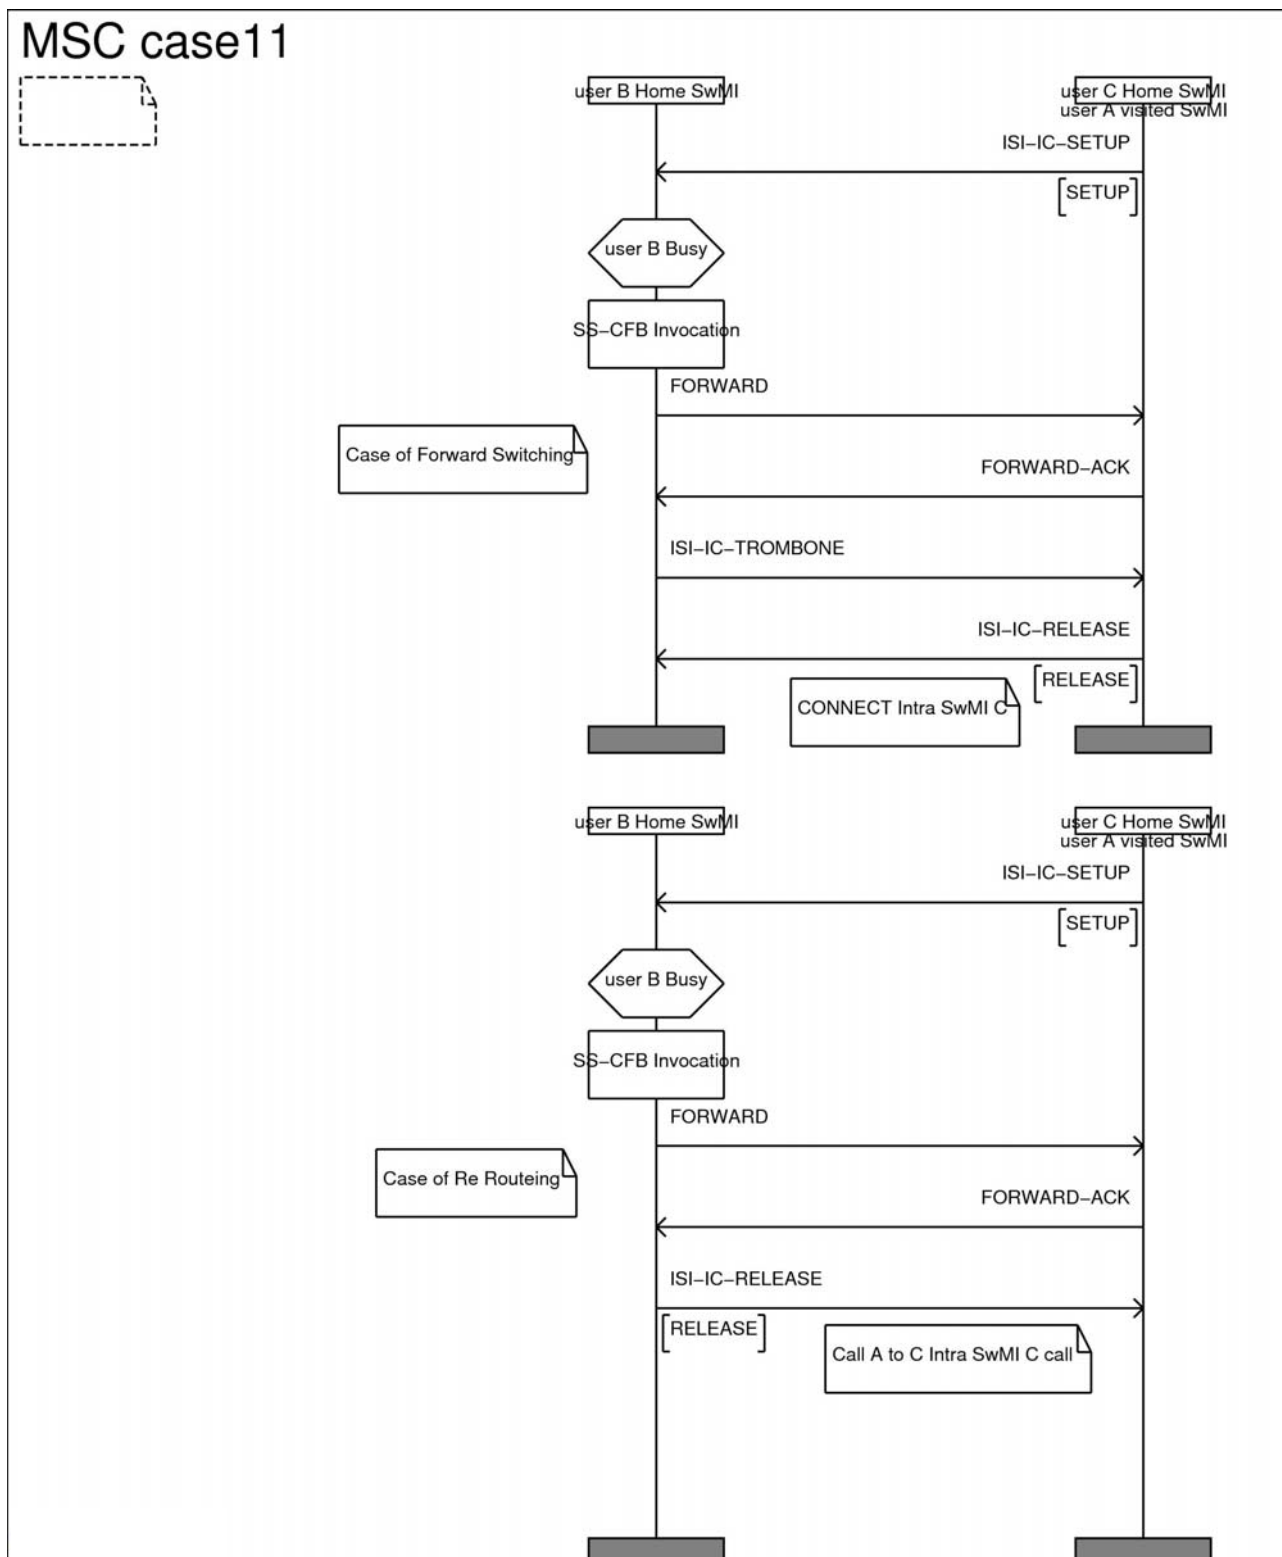 MSC case11
user B Home SwMI
user C Home SwMI
user A visited SwMI
ISI-IC-SETUP
SETUP
user B Busy
SS-CFB Invocation
FORWARD
Case of Forward Switching
FORWARD-ACK
ISI-IC-TROMBONE
ISI-IC-RELEASE
RELEASE
CONNECT Intra SwMI C
user B Home SwMI
user C Home SwMI
user A visited SwMI
ISI-IC-SETUP
SETUP
user B Busy
SS-CFB Invocation
FORWARD
Case of Re Routeing
FORWARD-ACK
ISI-IC-RELEASE
RELEASE
Call A to C Intra SwMI C call